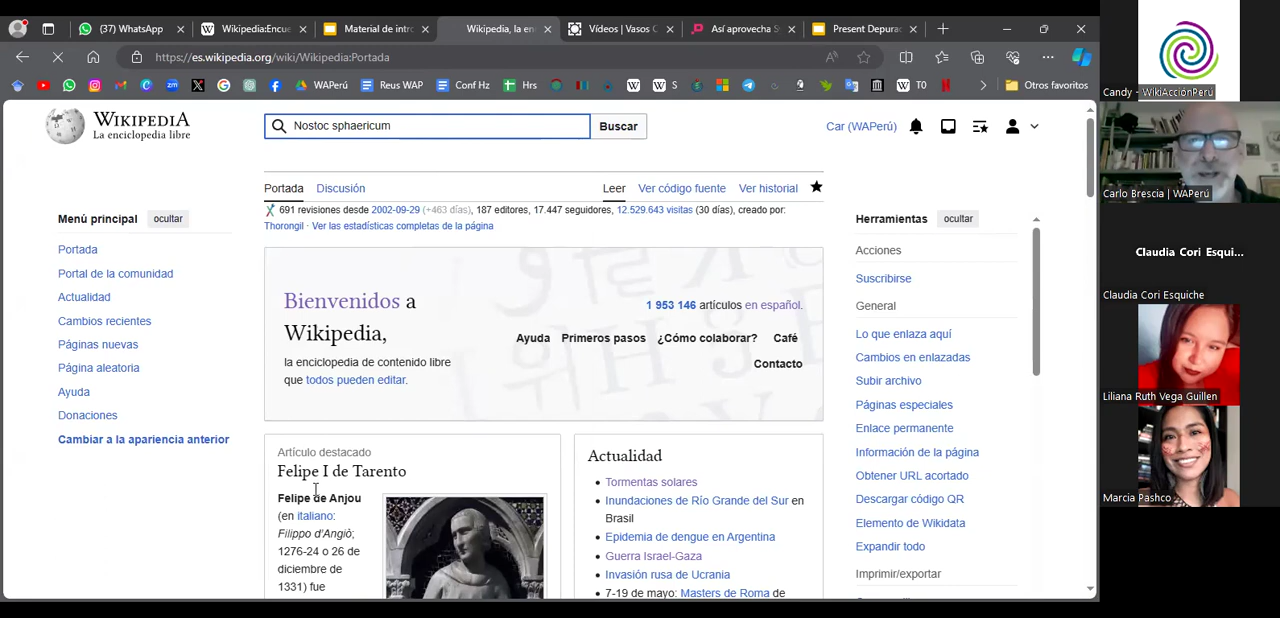 (37) WhatsApp
Wikipedia:Encue
Material de intro
Wikipedia, la en
Vídeos | Vasos C
Así aprovecha S
Present Depurac
https://es.wikipedia.org/wiki/Wikipedia:Portada
WAPerú
Reus WAP
Conf Hz
Hrs
S
T0
Otros favoritos
WIKIPEDIA
La enciclopedia libre
Nostoc sphaericum
Buscar
Car (WAPerú)
Portada
Discusión
Leer
Ver código fuente
Ver historial
691 revisiones desde 2002-09-29 (+463 días), 187 editores, 17.447 seguidores, 12.529.643 visitas (30 días), creado por:
Thorongil · Ver las estadísticas completas de la página
Menú principal
ocultar
Portada
Portal de la comunidad
Actualidad
Cambios recientes
Páginas nuevas
Página aleatoria
Ayuda
Donaciones
Cambiar a la apariencia anterior
Bienvenidos a
Wikipedia,
la enciclopedia de contenido libre
que todos pueden editar.
1 953 146 artículos en español.
Ayuda Primeros pasos ¿Cómo colaborar? Café
Contacto
Artículo destacado
Felipe I de Tarento
Felipe de Anjou
(en italiano:
Filippo d'Angiò;
1276-24 o 26 de
diciembre de
1331) fue
Actualidad
Tormentas solares
Inundaciones de Río Grande del Sur en
Brasil
Epidemia de dengue en Argentina
Guerra Israel-Gaza
Invasión rusa de Ucrania
7-19 de mayo: Masters de Roma de
Herramientas
ocultar
Acciones
Suscribirse
General
Lo que enlaza aquí
Cambios en enlazadas
Subir archivo
Páginas especiales
Enlace permanente
Información de la página
Obtener URL acortado
Descargar código QR
Elemento de Wikidata
Expandir todo
Imprimir/exportar
Candy - WikiAcciónPerú
Carlo Brescia | WAPerú
Claudia Cori Esqui...
Claudia Cori Esquiche
Liliana Ruth Vega Guillen
Marcia Pashco